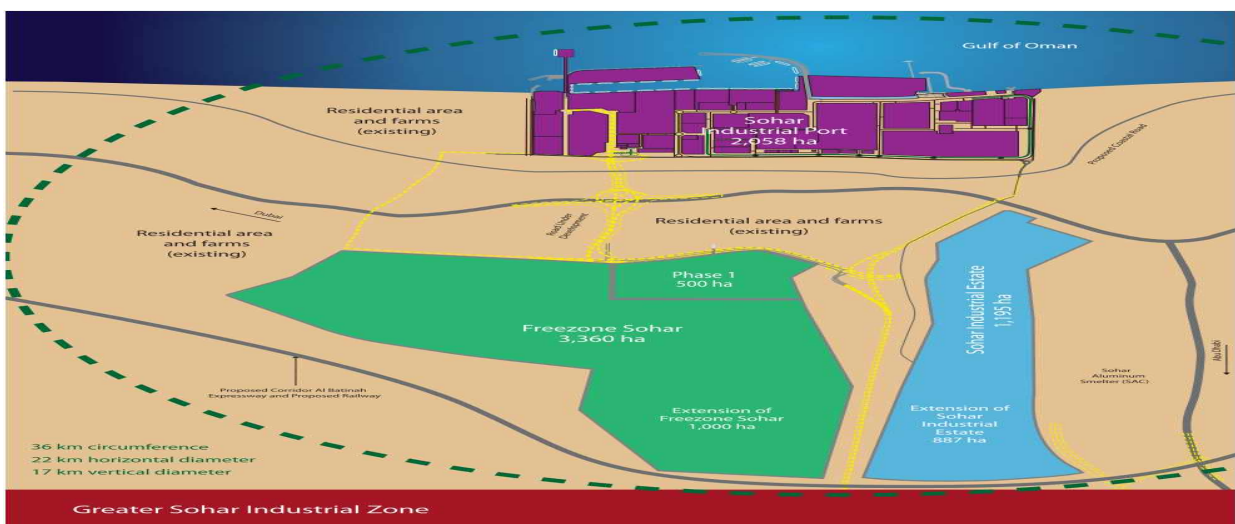 Gulf of Oman
Residential area
and farms
(existing)
Sohar
Industrial Port
2,058 ha
Proposed Coastal Road
Dubai
Residential area
and farms
(existing)
Road Under
Development
Residential area and farms
(existing)
Phase 1
500 ha
Freezone Sohar
3,360 ha
Sohar Industrial Estate
1,195 ha
Abu Dhabi
Sohar
Aluminum
Smelter (SAC)
Proposed Corridor Al Batinah
Expressway and Proposed Railway
Extension of
Freezone Sohar
1,000 ha
Extension of
Sohar
Industrial
Estate
887 ha
36 km circumference
22 km horizontal diameter
17 km vertical diameter
Greater Sohar Industrial Zone